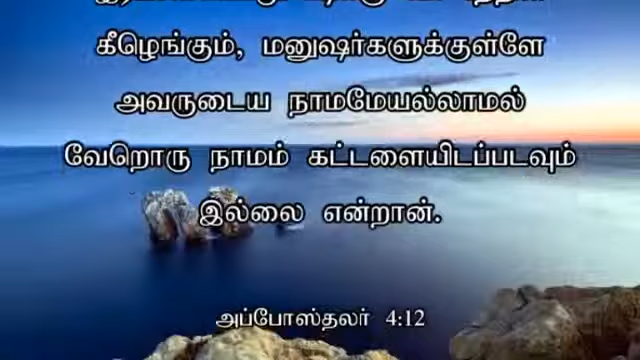 கீழெங்கும், மனுஷர்களுக்குள்ளே
அவருடைய நாமமேயல்லாமல்
வேறொரு நாமம் கட்டளையிடப்படவும்
இல்லை என்றான்.
அப்போஸ்தலர் 4:12